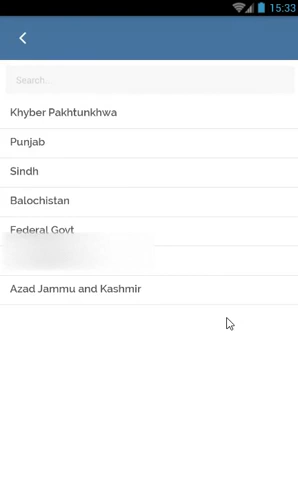 15:33
Search...
Khyber Pakhtunkhwa
Punjab
Sindh
Balochistan
Federal Govt
Azad Jammu and Kashmir